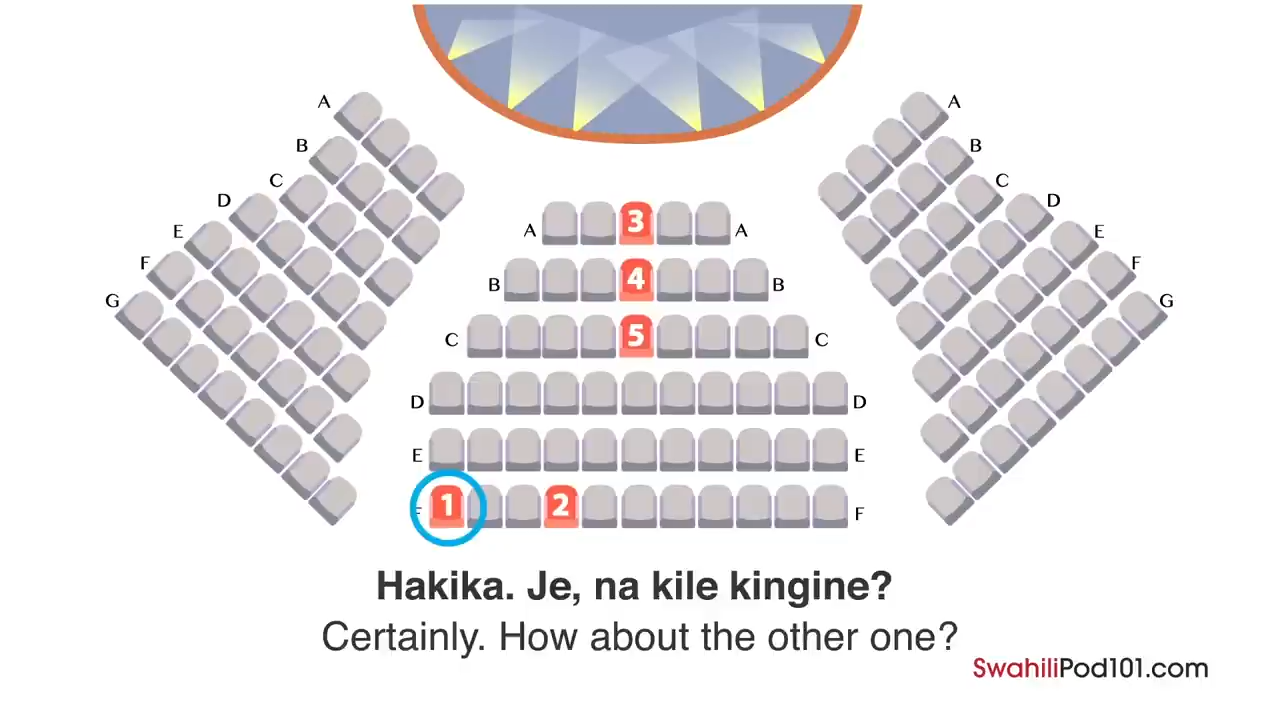 A A
B B
C C
D D
E E
F F
G G
A 3 A
B 4 B
C 5 C
D D
E E
F 1 2 F
Hakika. Je, na kile kingine?
Certainly. How about the other one?
SwahiliPod101.com